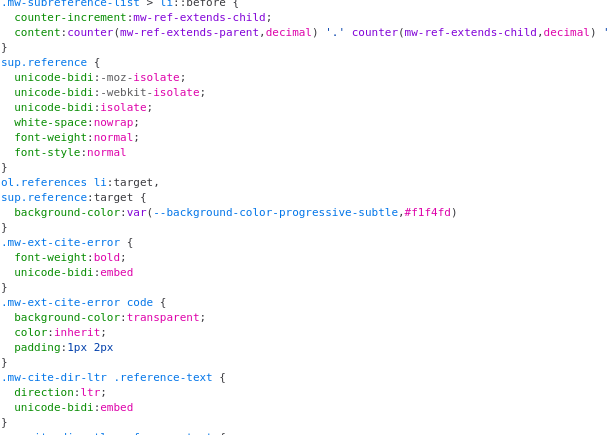 .mw-subreference-list > li::before {
  counter-increment:mw-ref-extends-child;
  content:counter(mw-ref-extends-parent,decimal) '.' counter(mw-ref-extends-child,decimal) '
}
sup.reference {
  unicode-bidi:-moz-isolate;
  unicode-bidi:-webkit-isolate;
  unicode-bidi:isolate;
  white-space:nowrap;
  font-weight:normal;
  font-style:normal
}
ol.references li:target,
sup.reference:target {
  background-color:var(--background-color-progressive-subtle,#f1f4fd)
}
.mw-ext-cite-error {
  font-weight:bold;
  unicode-bidi:embed
}
.mw-ext-cite-error code {
  background-color:transparent;
  color:inherit;
  padding:1px 2px
}
.mw-cite-dir-ltr .reference-text {
  direction:ltr;
  unicode-bidi:embed
}